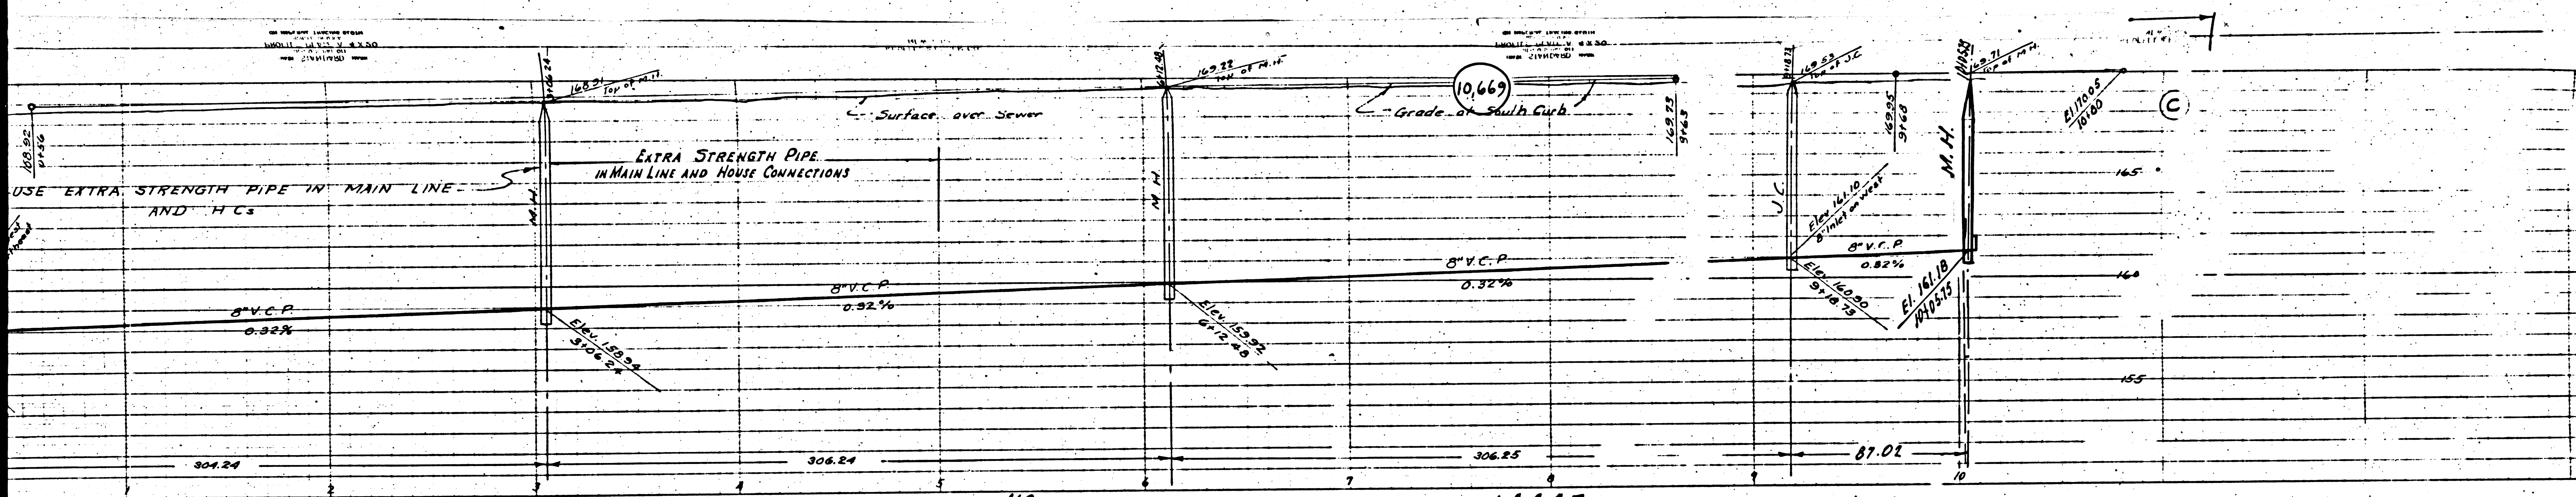 168.92
0+56
3+06.24
168.91
Top of M.H.
6+12.48
169.22
Top of M.H.
10,669
169.73
9+63
9+18.73
169.53
Top of J.C.
169.95
9+68
169.71
Top of M.H.
El 170.05
10+80
C
Surface over Sewer
Grade at South Curb
EXTRA STRENGTH PIPE
IN MAIN LINE AND HOUSE CONNECTIONS
USE EXTRA STRENGTH PIPE IN MAIN LINE
AND H Cs
M.H.
M.H.
J.C.
M.H.
Elev 161.10
8" Inlet on West
165
160
155
8" V.C.P.
0.32%
8" V.C.P.
0.32%
8" V.C.P.
0.32%
8" V.C.P.
0.32%
Elev. 158.94
3+06.24
Elev. 159.92
6+12.48
Elev 160.90
9+18.73
El. 161.18
10+05.75
304.24
306.24
306.25
87.02
1
2
3
4
5
6
7
8
9
10